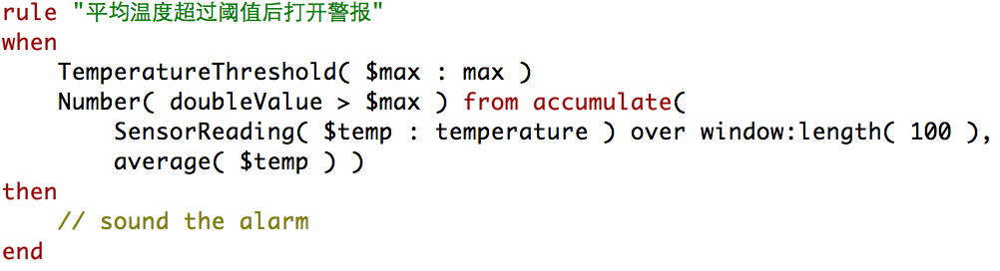 rule "平均温度超过阈值后打开警报"
when
    TemperatureThreshold( $max : max )
    Number( doubleValue > $max ) from accumulate(
        SensorReading( $temp : temperature ) over window:length( 100 ),
        average( $temp ) )
then
    // sound the alarm
end